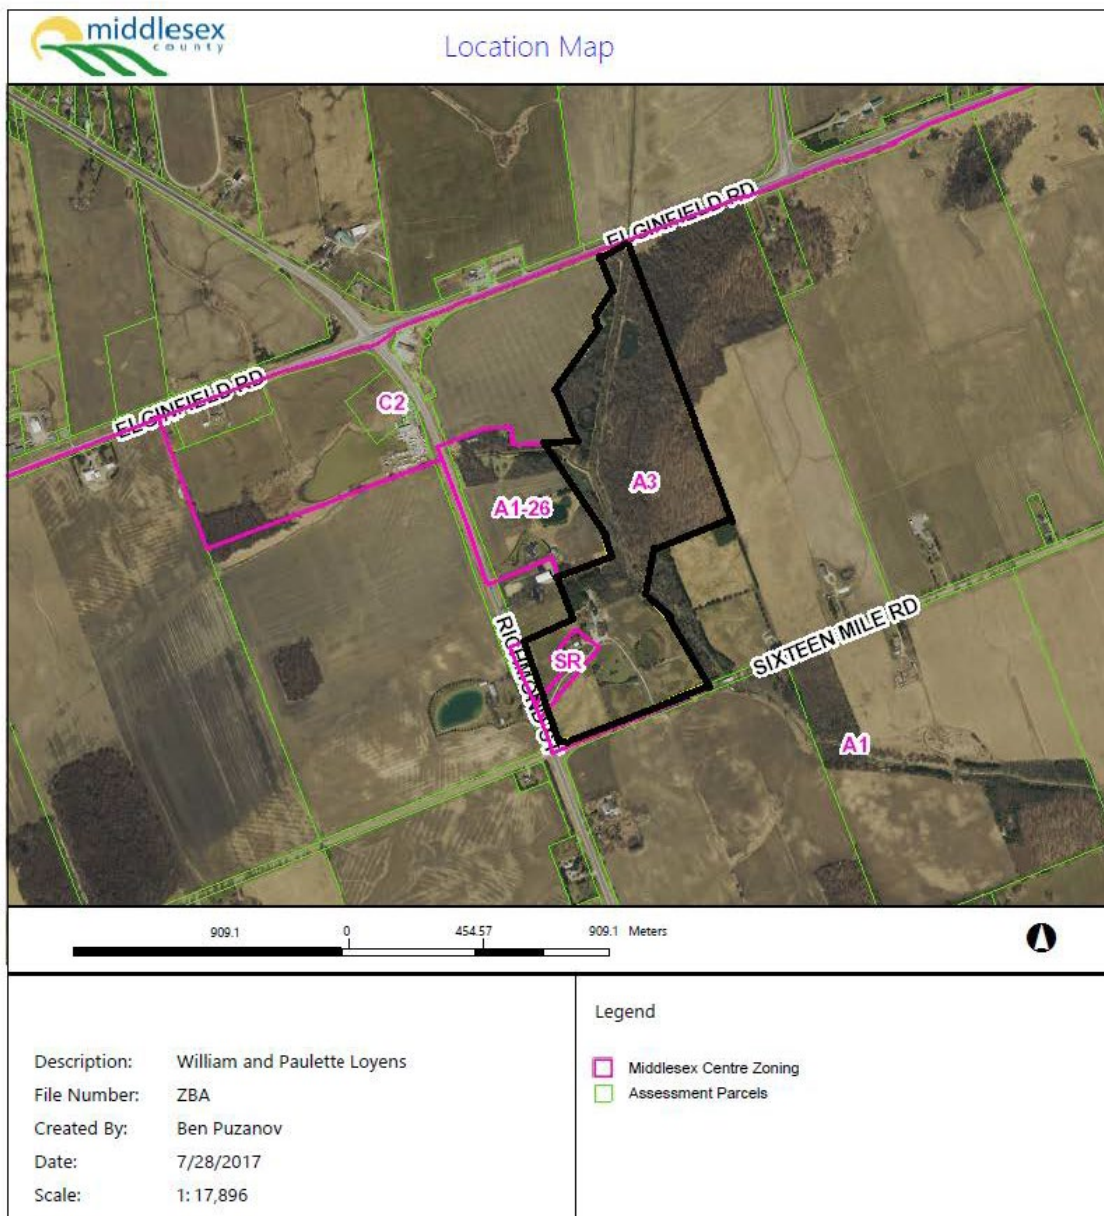 middlesex
county
Location Map
ELGINFIELD RD
ELGINFIELD RD
C2
A3
A1-26
RICHMOND ST
SR
SIXTEEN MILE RD
A1
909.1 0 454.57 909.1 Meters
Legend
Description: William and Paulette Loyens
File Number: ZBA
Created By: Ben Puzanov
Date: 7/28/2017
Scale: 1: 17,896
Middlesex Centre Zoning
Assessment Parcels